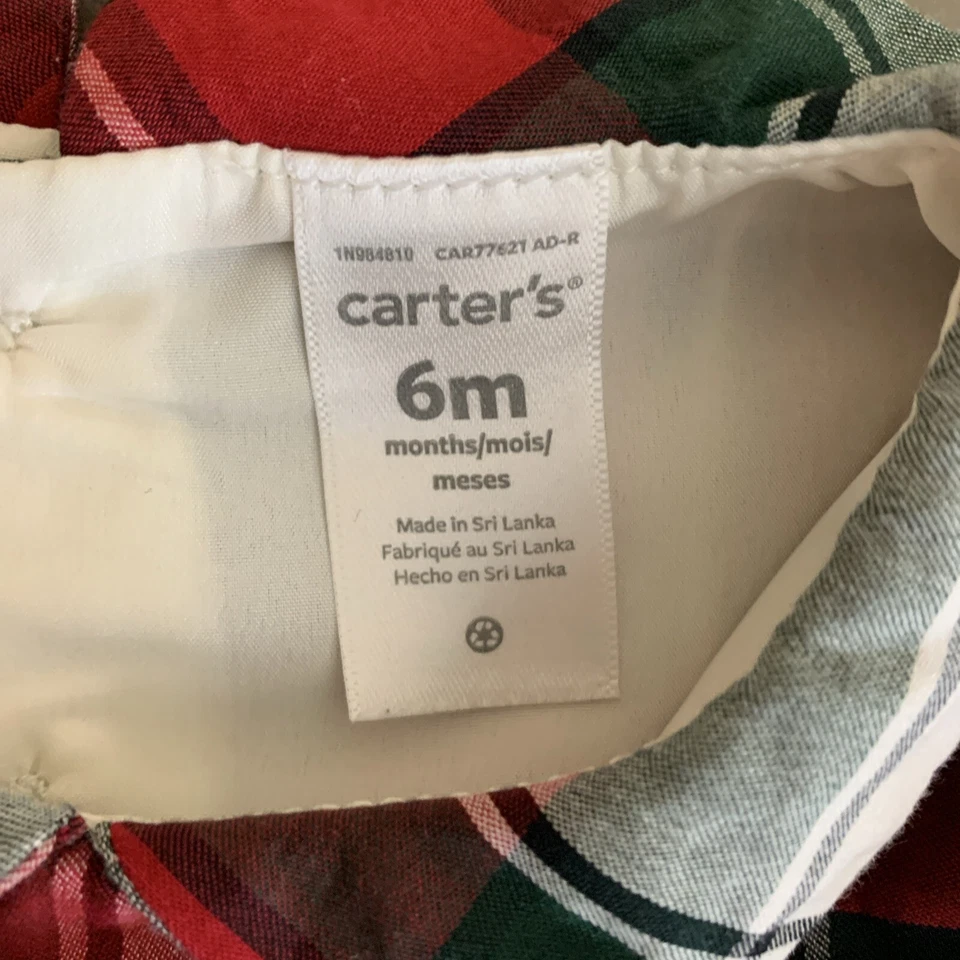 1N984810 CAR77621 AD-R
carter's®
6m
months/mois/
meses
Made in Sri Lanka
Fabriqué au Sri Lanka
Hecho en Sri Lanka